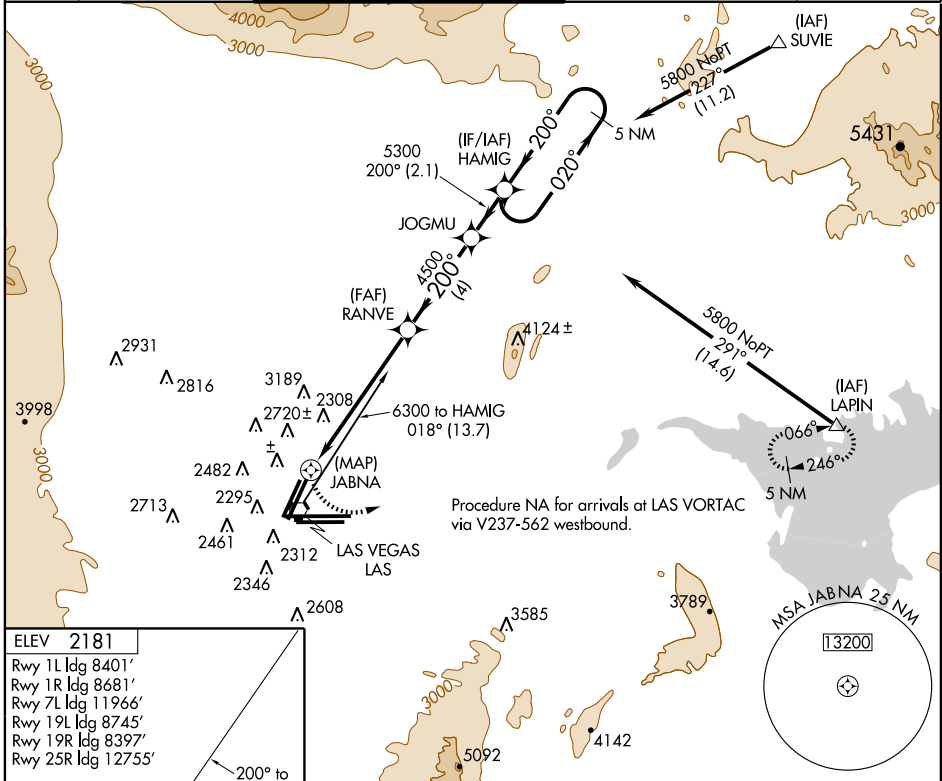 4000
3000
3000
(IAF)
SUVIE
5800 NoPT
227°
(11.2)
5 NM
200°
020°
(IF/IAF)
HAMIG
5300
200° (2.1)
5431
3000
JOGMU
4500
200°
(4)
(FAF)
RANVE
4124 ±
5800 NoPT
291°
(14.6)
(IAF)
LAPIN
066°
246°
5 NM
2931
2816
3189
2308
2720±
±
3998
6300 to HAMIG
018° (13.7)
2482
(MAP)
JABNA
2295
2713
2461
2312
2346
LAS VEGAS
LAS
Procedure NA for arrivals at LAS VORTAC
via V237-562 westbound.
2608
3585
3789
3000
5092
4142
MSA JABNA 25 NM
13200
ELEV 2181
Rwy 1L ldg 8401'
Rwy 1R ldg 8681'
Rwy 7L ldg 11966'
Rwy 19L ldg 8745'
Rwy 19R ldg 8397'
Rwy 25R ldg 12755'
200° to